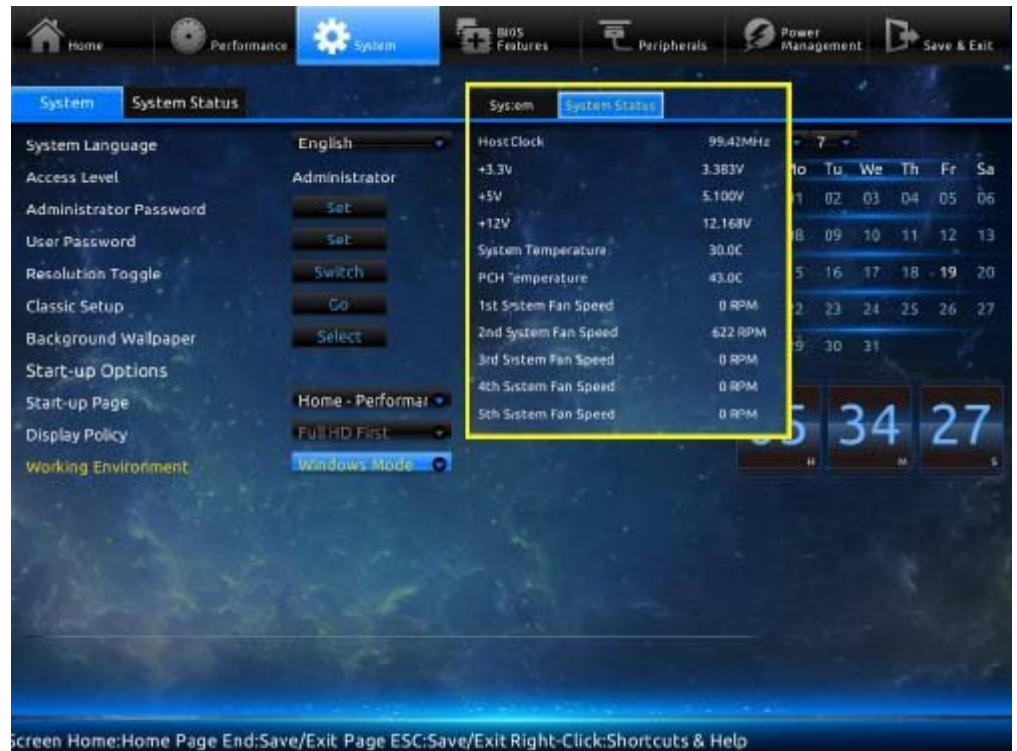 Home
Performance
System
BIOS Features
Peripherals
Power Management
Save & Exit
System System Status
System Language English
Access Level Administrator
Administrator Password Set
User Password Set
Resolution Toggle Switch
Classic Setup Go
Background Wallpaper Select
Start-up Options
Start-up Page Home - Performar
Display Policy Full HD First
Working Environment Windows Mode
System System Status
Host Clock 99.42MHz
+3.3V 3.383V
+5V 5.100V
+12V 12.168V
System Temperature 30.0C
PCH Temperature 43.0C
1st System Fan Speed 0 RPM
2nd System Fan Speed 622 RPM
3rd System Fan Speed 0 RPM
4th System Fan Speed 0 RPM
5th System Fan Speed 0 RPM
7
Tu We Th Fr Sa
02 03 04 05 06
09 10 11 12 13
16 17 18 19 20
23 24 25 26 27
30 31
34 27
H M S
Screen Home:Home Page End:Save/Exit Page ESC:Save/Exit Right-Click:Shortcuts & Help